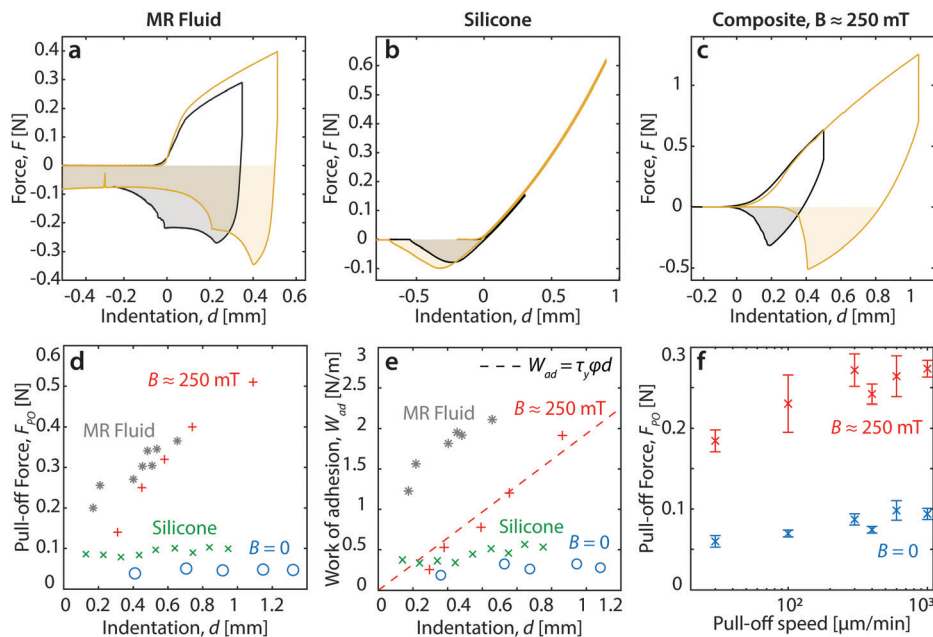 MR Fluid
Silicone
Composite, B ≈ 250 mT
a
Force, F [N]
0.4
0.3
0.2
0.1
0
-0.1
-0.2
-0.3
-0.4
-0.4 -0.2 0 0.2 0.4 0.6
Indentation, d [mm]
b
Force, F [N]
0.6
0.5
0.4
0.3
0.2
0.1
0
-0.1
-0.5 0 0.5 1
Indentation, d [mm]
c
Force, F [N]
1
0.5
0
-0.5
-0.2 0 0.2 0.4 0.6 0.8 1
Indentation, d [mm]
d
Pull-off Force, F_PO [N]
0.6
0.5
0.4
0.3
0.2
0.1
0
B ≈ 250 mT
MR Fluid
Silicone
B = 0
0 0.2 0.4 0.6 0.8 1.0 1.2
Indentation, d [mm]
e
Work of adhesion, W_ad [N/m]
3
2.5
2
1.5
1
0.5
0
W_ad = τ_yφd
B ≈ 250 mT
MR Fluid
Silicone
B = 0
0 0.2 0.4 0.6 0.8 1.0 1.2
Indentation, d [mm]
f
Pull-off Force, F_PO [N]
0.3
0.2
0.1
0
B ≈ 250 mT
B = 0
10² 10³
Pull-off speed [μm/min]